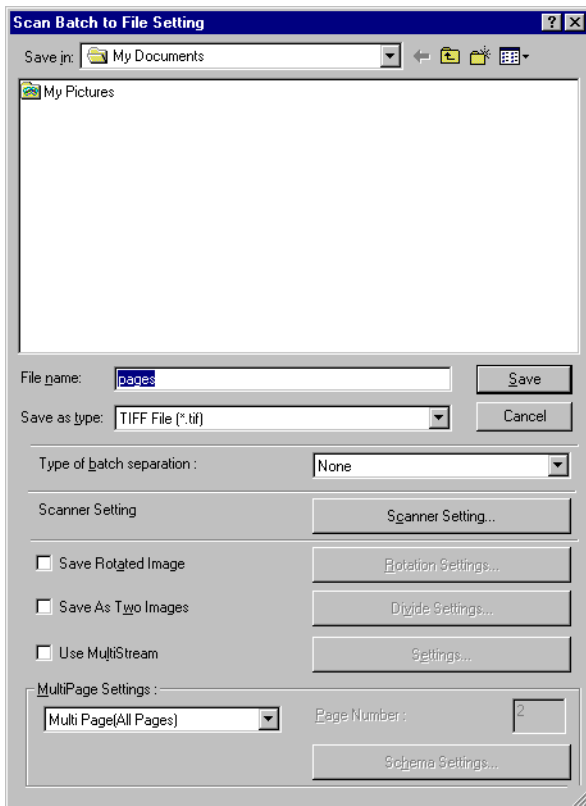 Scan Batch to File Setting
Save in: My Documents
My Pictures
File name: pages Save
Save as type: TIFF File (*.tif) Cancel
Type of batch separation : None
Scanner Setting Scanner Setting...
Save Rotated Image Rotation Settings...
Save As Two Images Divide Settings...
Use MultiStream Settings...
MultiPage Settings :
Multi Page(All Pages) Page Number : 2
Schema Settings...